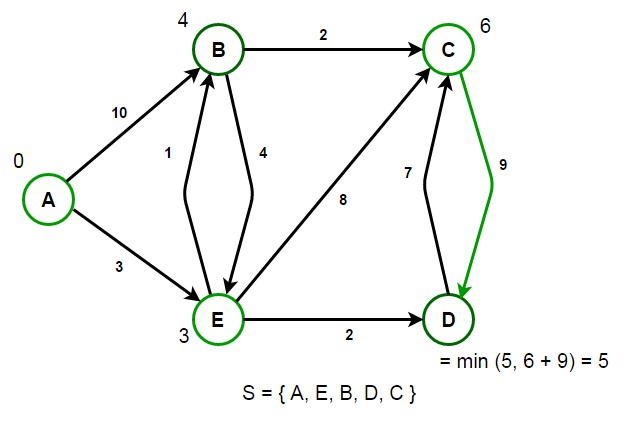 4
6
B
2
C
10
0
1
4
9
7
A
8
3
E
D
3
2
= min (5, 6 + 9) = 5
S = { A, E, B, D, C }